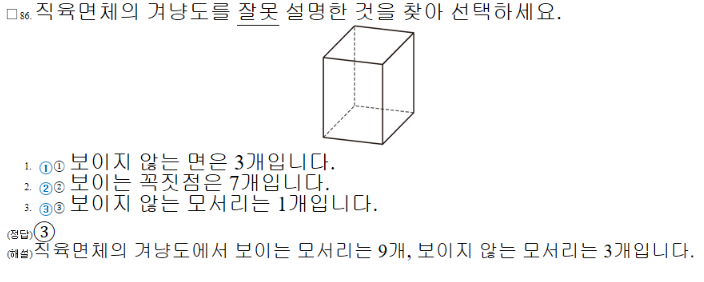 □86. 직육면체의 겨냥도를 잘못 설명한 것을 찾아 선택하세요.
1. ①① 보이지 않는 면은 3개입니다.
2. ②② 보이는 꼭짓점은 7개입니다.
3. ③③ 보이지 않는 모서리는 1개입니다.
(정답)③
(해설)직육면체의 겨냥도에서 보이는 모서리는 9개, 보이지 않는 모서리는 3개입니다.